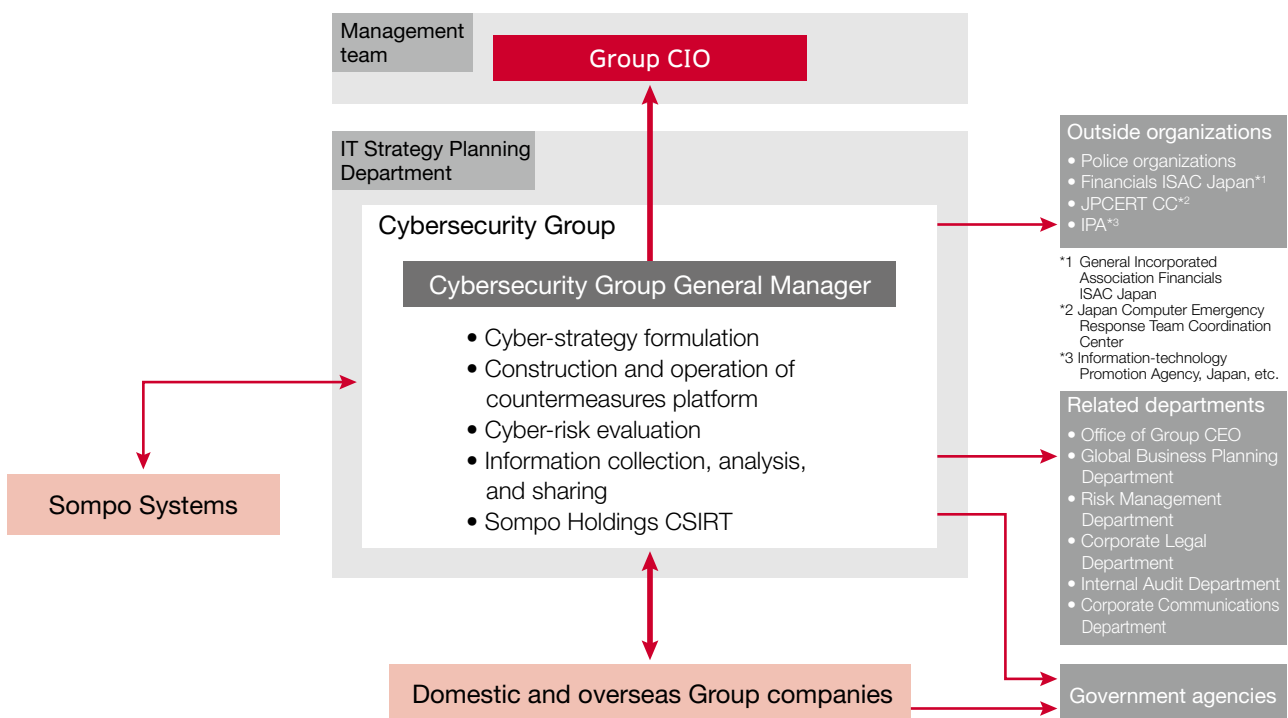 Management
team
Group CIO
IT Strategy Planning
Department
Cybersecurity Group
Cybersecurity Group General Manager
• Cyber-strategy formulation
• Construction and operation of
countermeasures platform
• Cyber-risk evaluation
• Information collection, analysis,
and sharing
• Sompo Holdings CSIRT
Sompo Systems
Domestic and overseas Group companies
Outside organizations
• Police organizations
• Financials ISAC Japan*1
• JPCERT CC*2
• IPA*3
*1 General Incorporated
Association Financials
ISAC Japan
*2 Japan Computer Emergency
Response Team Coordination
Center
*3 Information-technology
Promotion Agency, Japan, etc.
Related departments
• Office of Group CEO
• Global Business Planning
Department
• Risk Management
Department
• Corporate Legal
Department
• Internal Audit Department
• Corporate Communications
Department
Government agencies